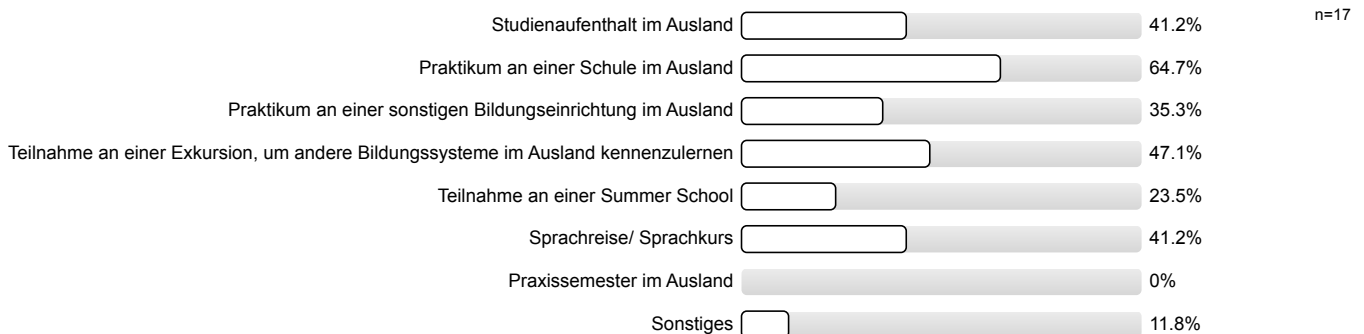 Studienaufenthalt im Ausland 41.2% n=17
Praktikum an einer Schule im Ausland 64.7%
Praktikum an einer sonstigen Bildungseinrichtung im Ausland 35.3%
Teilnahme an einer Exkursion, um andere Bildungssysteme im Ausland kennenzulernen 47.1%
Teilnahme an einer Summer School 23.5%
Sprachreise/ Sprachkurs 41.2%
Praxissemester im Ausland 0%
Sonstiges 11.8%